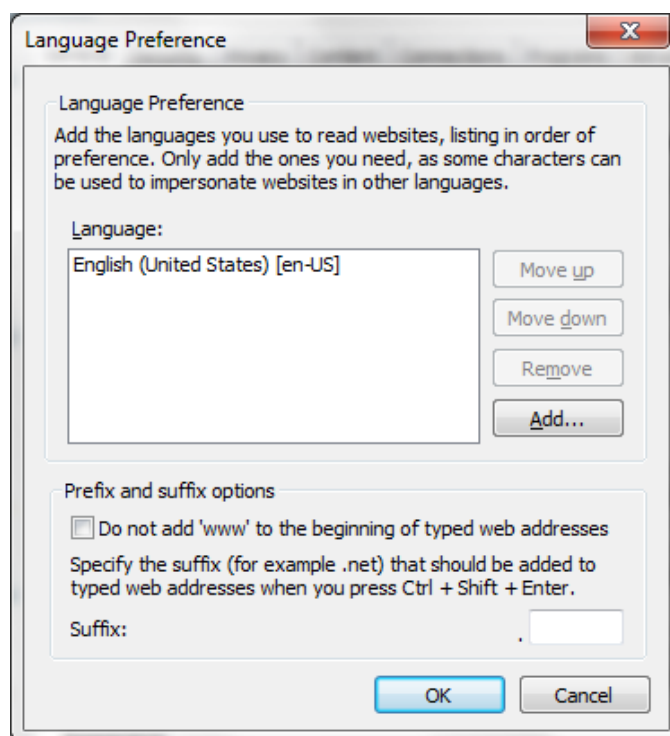 Language Preference
Language Preference
Add the languages you use to read websites, listing in order of
preference. Only add the ones you need, as some characters can
be used to impersonate websites in other languages.
Language:
English (United States) [en-US]
Move up
Move down
Remove
Add...
Prefix and suffix options
Do not add 'www' to the beginning of typed web addresses
Specify the suffix (for example .net) that should be added to
typed web addresses when you press Ctrl + Shift + Enter.
Suffix:
.
OK
Cancel